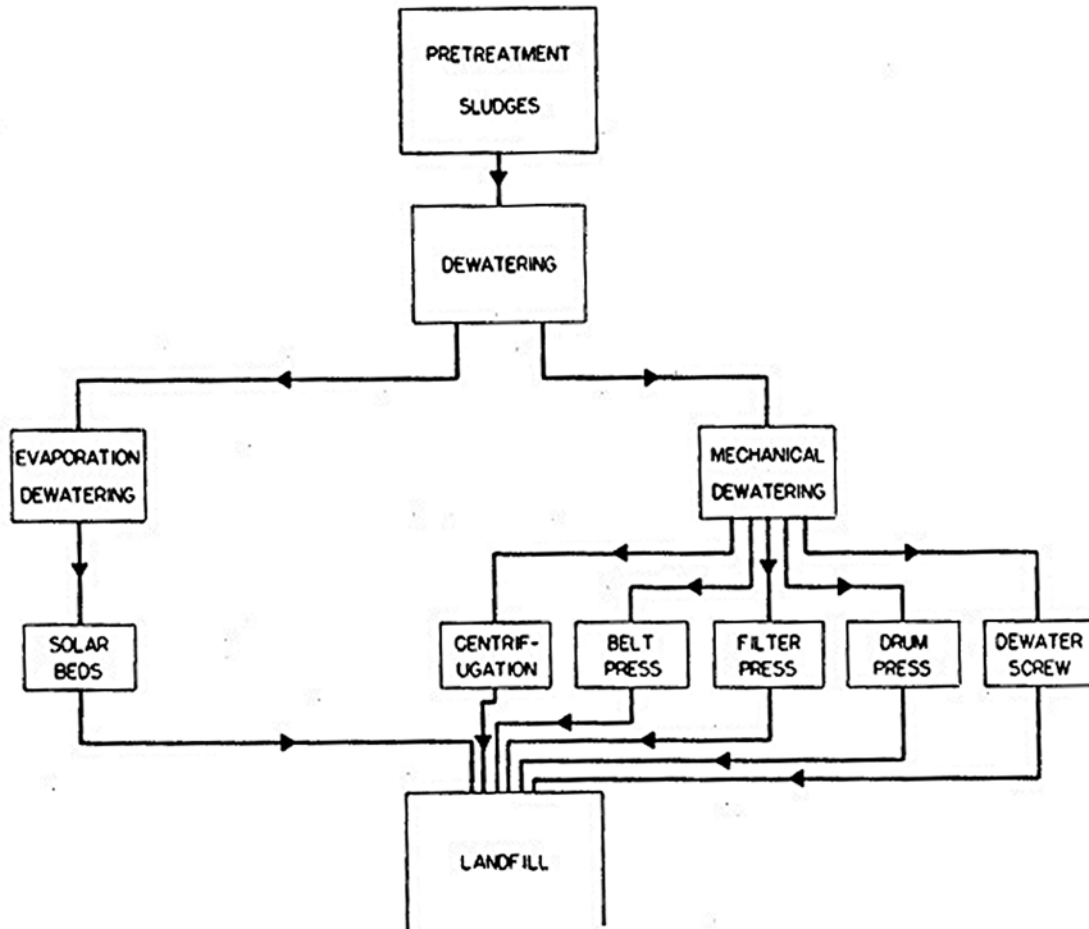 PRETREATMENT
SLUDGES
DEWATERING
EVAPORATION
DEWATERING
MECHANICAL
DEWATERING
SOLAR
BEDS
CENTRIF-
UGATION
BELT
PRESS
FILTER
PRESS
DRUM
PRESS
DEWATER
SCREW
LANDFILL